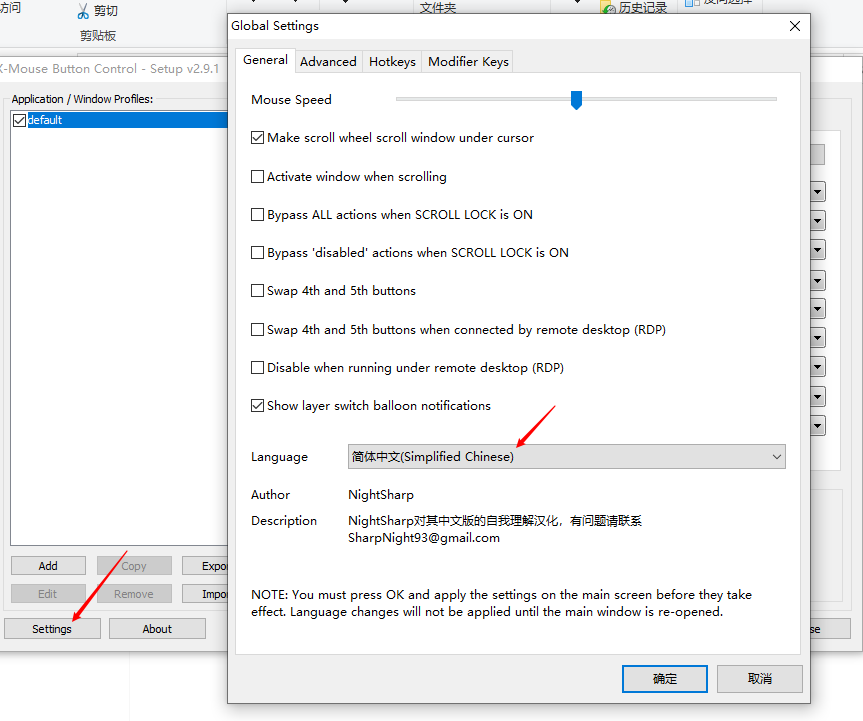 访问
剪切
文件夹
历史记录
剪贴板
Global Settings
X-Mouse Button Control - Setup v2.9.1
General
Advanced
Hotkeys
Modifier Keys
Application / Window Profiles:
default
Mouse Speed
Make scroll wheel scroll window under cursor
Activate window when scrolling
Bypass ALL actions when SCROLL LOCK is ON
Bypass 'disabled' actions when SCROLL LOCK is ON
Swap 4th and 5th buttons
Swap 4th and 5th buttons when connected by remote desktop (RDP)
Disable when running under remote desktop (RDP)
Show layer switch balloon notifications
Language
简体中文(Simplified Chinese)
Author
NightSharp
Description
NightSharp对其中文版的自我理解汉化，有问题请联系
SharpNight93@gmail.com
NOTE: You must press OK and apply the settings on the main screen before they take
effect. Language changes will not be applied until the main window is re-opened.
Add
Copy
Expo
Edit
Remove
Impo
Settings
About
se
确定
取消